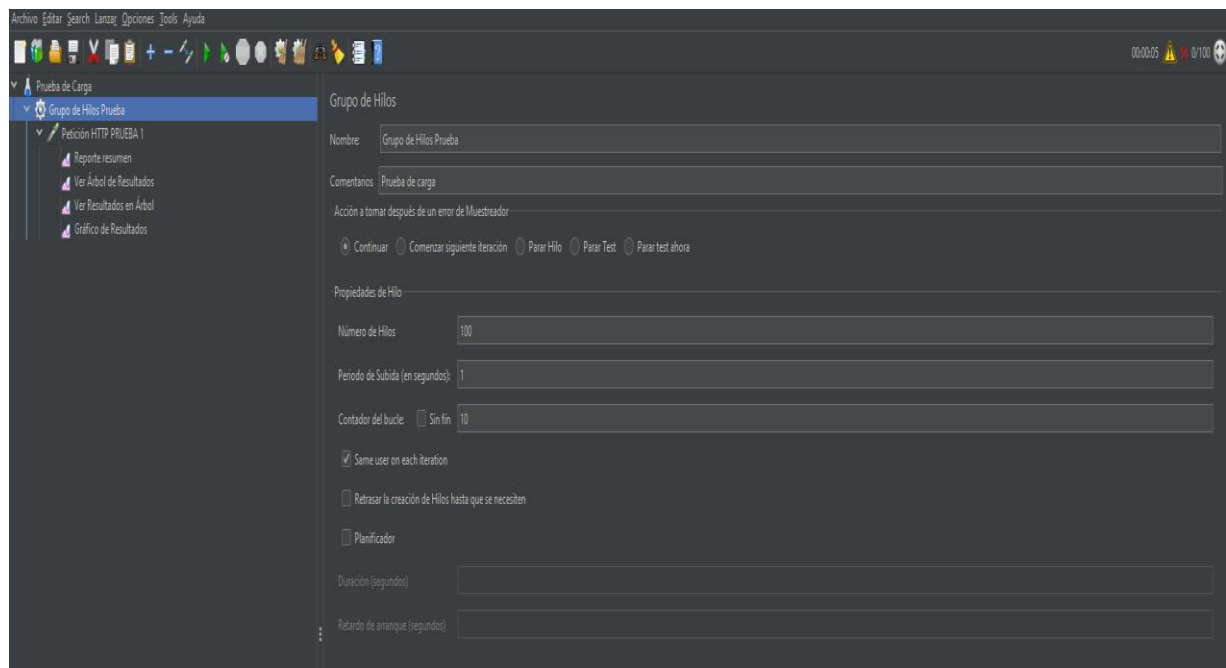 Archivo Editar Search Lanzar Opciones Tools Ayuda
00:00:05 0/100
Prueba de Carga
Grupo de Hilos Prueba
Petición HTTP PRUEBA 1
Reporte resumen
Ver Árbol de Resultados
Ver Resultados en Árbol
Gráfico de Resultados
Grupo de Hilos
Nombre: Grupo de Hilos Prueba
Comentarios Prueba de carga
Acción a tomar después de un error de Muestreador
Continuar Comenzar siguiente iteración Parar Hilo Parar Test Parar test ahora
Propiedades de Hilo
Número de Hilos 100
Periodo de Subida (en segundos): 1
Contador del bucle: Sin fín 10
Same user on each iteration
Retrasar la creación de Hilos hasta que se necesiten
Planificador
Duración (segundos)
Retardo de arranque (segundos)